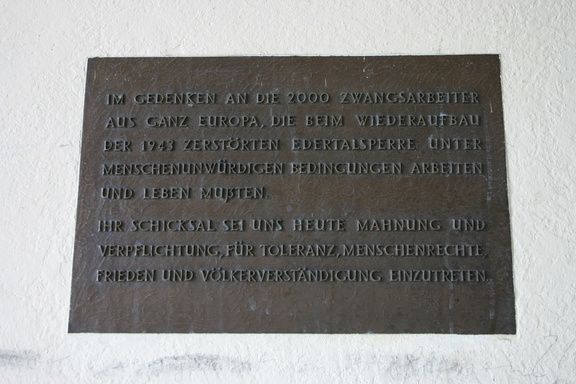 IM GEDENKEN AN DIE 2000 ZWANGSARBEITER
AUS GANZ EUROPA, DIE BEIM WIEDERAUFBAU
DER 1943 ZERSTÖRTEN EDERTALSPERRE UNTER
MENSCHENUNWÜRDIGEN BEDINGUNGEN ARBEITEN
UND LEBEN MUẞTEN.
IHR SCHICKSAL SEI UNS HEUTE MAHNUNG UND
VERPFLICHTUNG, FÜR TOLERANZ, MENSCHENRECHTE,
FRIEDEN UND VÖLKERVERSTÄNDIGUNG EINZUTRETEN.